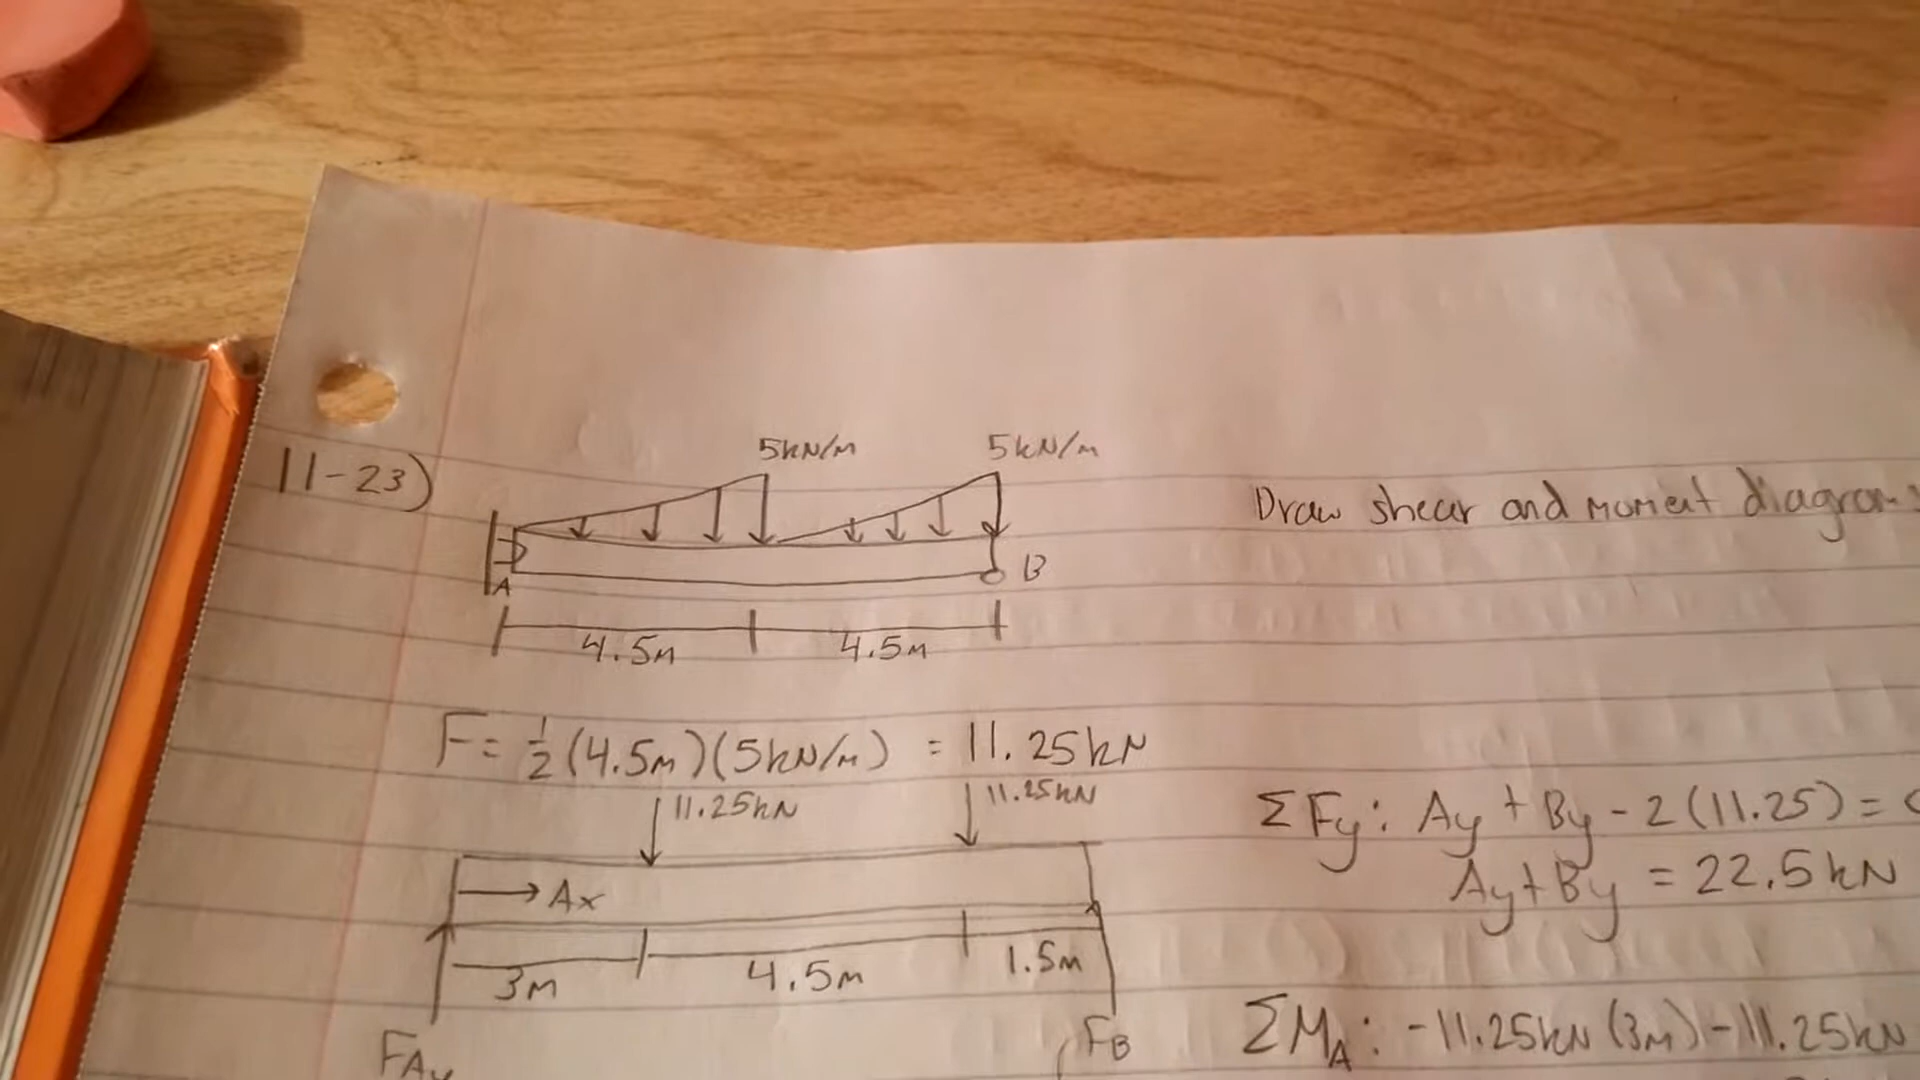 11-23)
5kN/m 5kN/m
Draw shear and moment diagrams
A B
4.5m 4.5m
F = 1/2 (4.5m)(5kN/m) = 11.25kN
11.25kN 11.25kN
ΣFy: Ay + By - 2(11.25) =
Ay + By = 22.5kN
Ax
3m 4.5m 1.5m
FAy FB
ΣMA: -11.25kN(3m) - 11.25kN